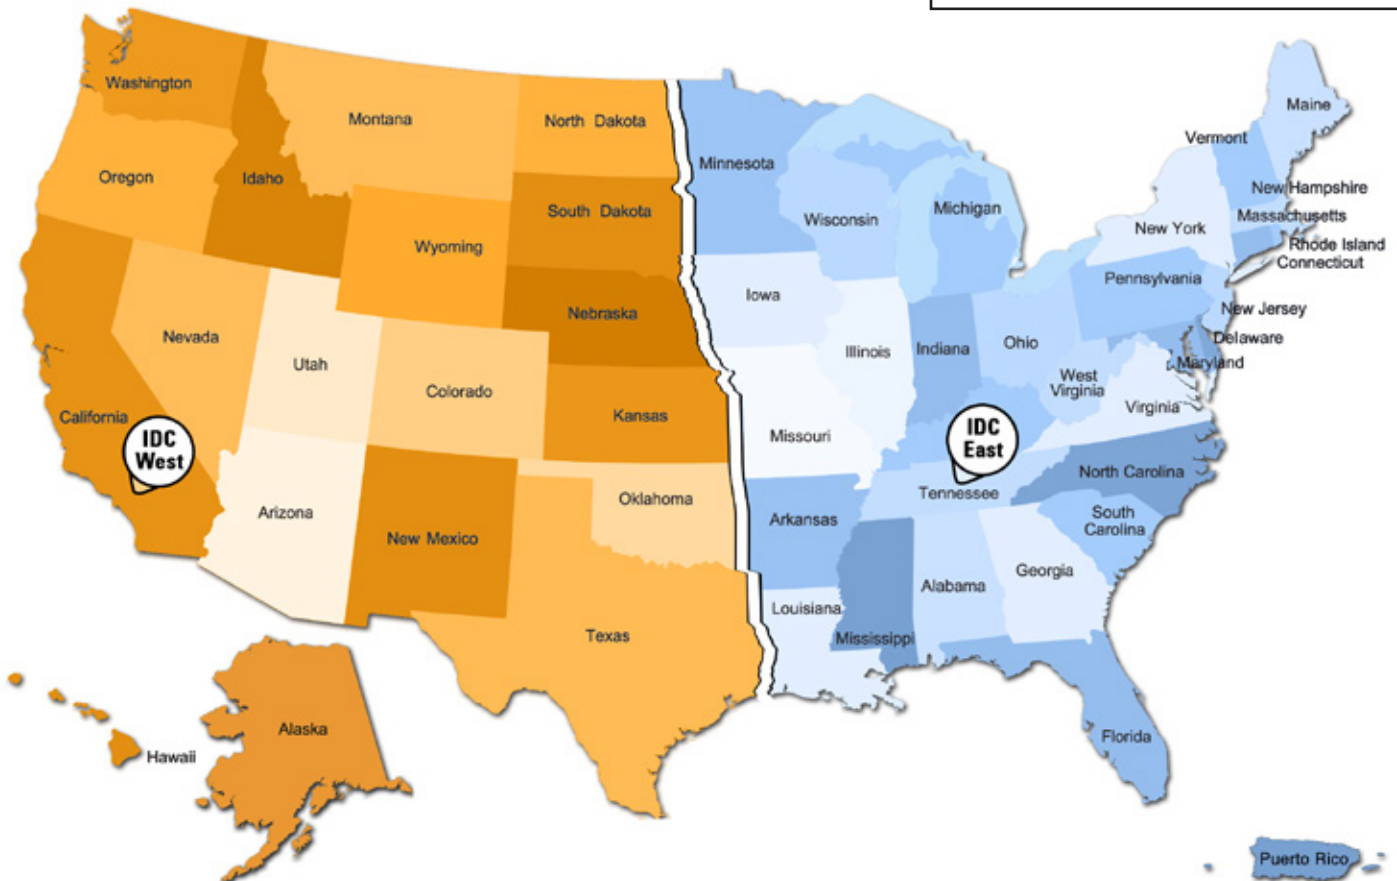 Washington
Montana
North Dakota
Minnesota
Maine
Vermont
Oregon
Idaho
South Dakota
Wisconsin
Michigan
New Hampshire
Massachusetts
New York
Rhode Island
Connecticut
Wyoming
Nebraska
Iowa
Pennsylvania
New Jersey
Nevada
Utah
Colorado
Illinois
Indiana
Ohio
Delaware
Maryland
West
Virginia
Virginia
California
Kansas
Missouri
IDC
West
IDC
East
Arizona
New Mexico
Oklahoma
Arkansas
Tennessee
North Carolina
South
Carolina
Texas
Louisiana
Mississippi
Alabama
Georgia
Alaska
Hawaii
Florida
Puerto Rico